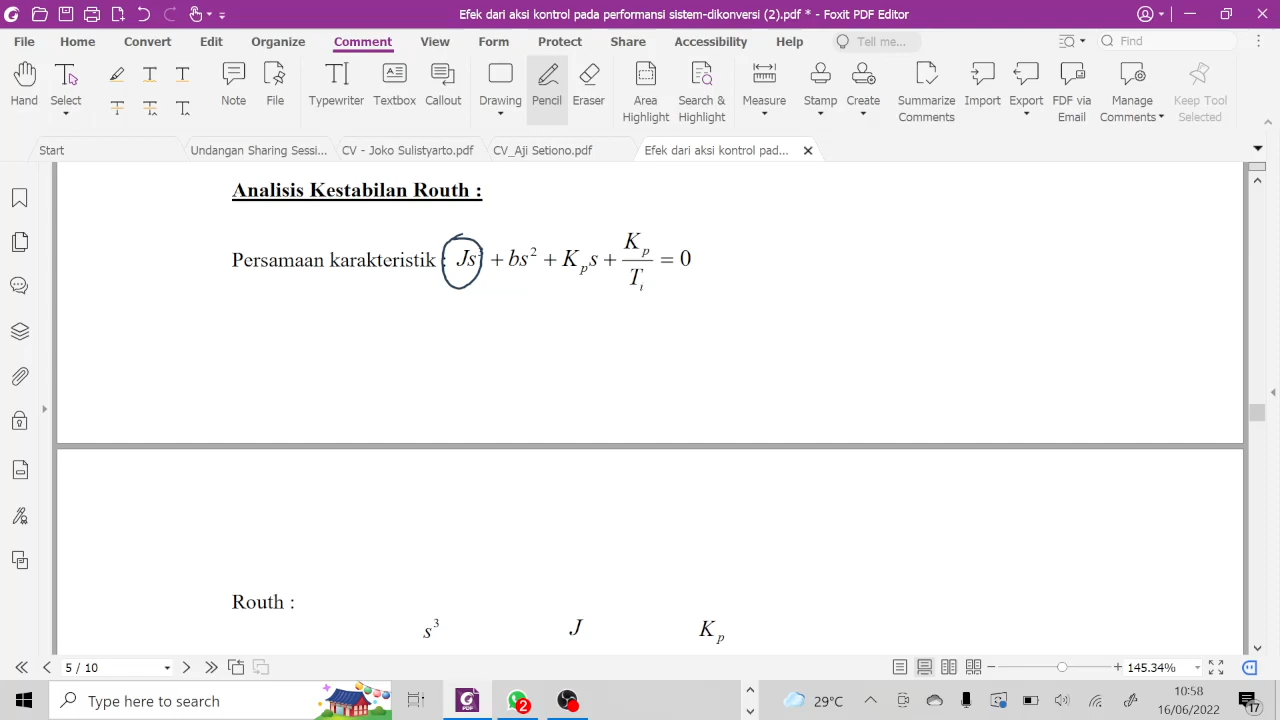 Efek dari aksi kontrol pada performansi sistem-dikonversi (2).pdf * - Foxit PDF Editor
File Home Convert Edit Organize Comment View Form Protect Share Accessibility Help Tell me... Find
Hand Select Note File Typewriter Textbox Callout Drawing Pencil Eraser Area Highlight Search & Highlight Measure Stamp Create Summarize Comments Import Export FDF via Email Manage Comments Keep Tool Selected
Start Undangan Sharing Sessi... CV - Joko Sulistyarto.pdf CV_Aji Setiono.pdf Efek dari aksi kontrol pad...
Analisis Kestabilan Routh :
Persamaan karakteristik : Js³ + bs² + Kₚs + Kₚ/Tᵢ = 0
Routh :
s³ J Kₚ
5 / 10 145.34%
Type here to search 2 29°C 10:58
16/06/2022 17